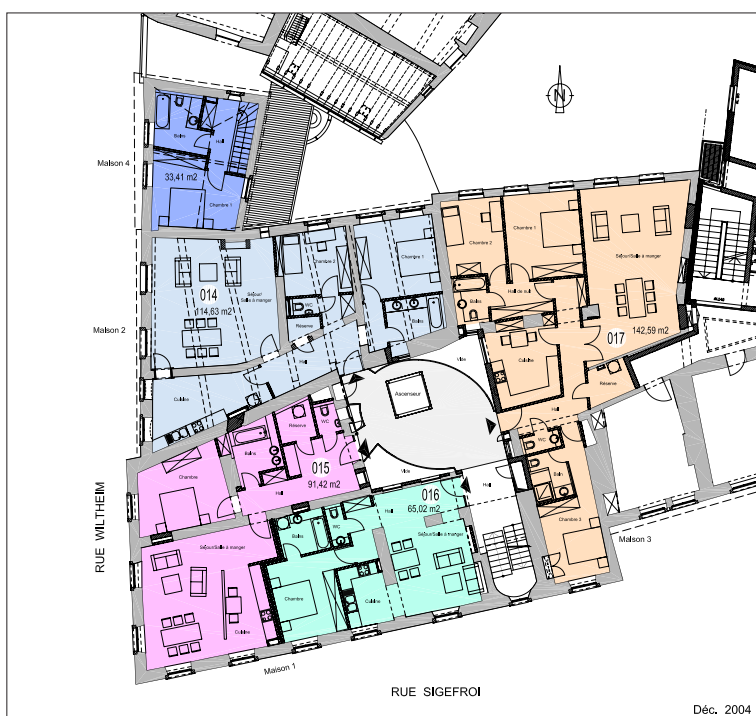 N
Maison 4
Bains
Hall
33,41 m2
Chambre 1
Maison 2
014
114,63 m2
Séjour/
Salle à manger
Chambre 2
WC
Réserve
Chambre 1
Bains
Hall
Cuisine
Chambre 2
Chambre 1
Séjour/Salle à manger
Bains
Hall de nuit
Cuisine
017
142,59 m2
Réserve
Hall
WC
Bain
Chambre 3
Maison 3
Vide
Ascenseur
Vide
Hall
Réserve
WC
Bains
015
91,42 m2
Hall
Chambre
Séjour/Salle à manger
Cuisine
016
65,02 m2
Hall
WC
Bains
Séjour/Salle à manger
Chambre
Cuisine
Maison 1
RUE WILTHEIM
RUE SIGEFROI
Déc. 2004